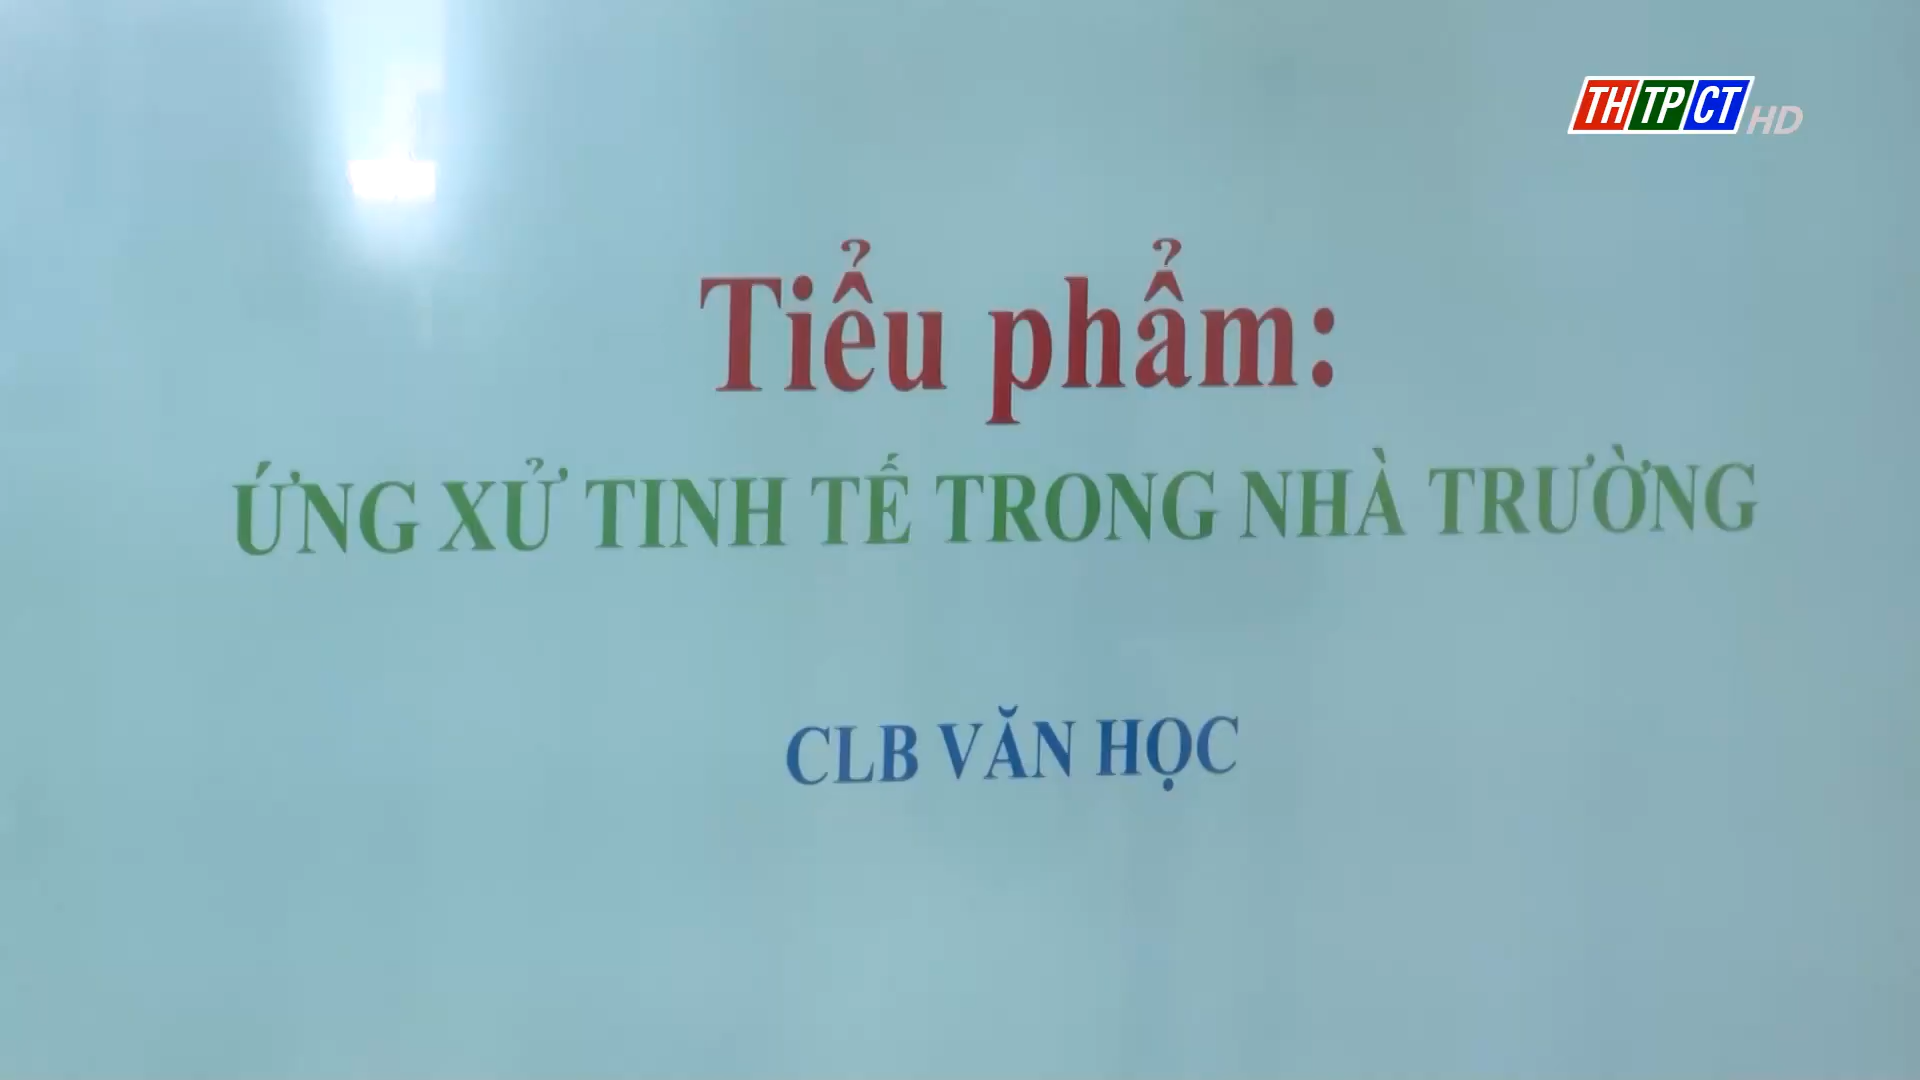 THTPCT HD
Tiểu phẩm:
ỨNG XỬ TINH TẾ TRONG NHÀ TRƯỜNG
CLB VĂN HỌC